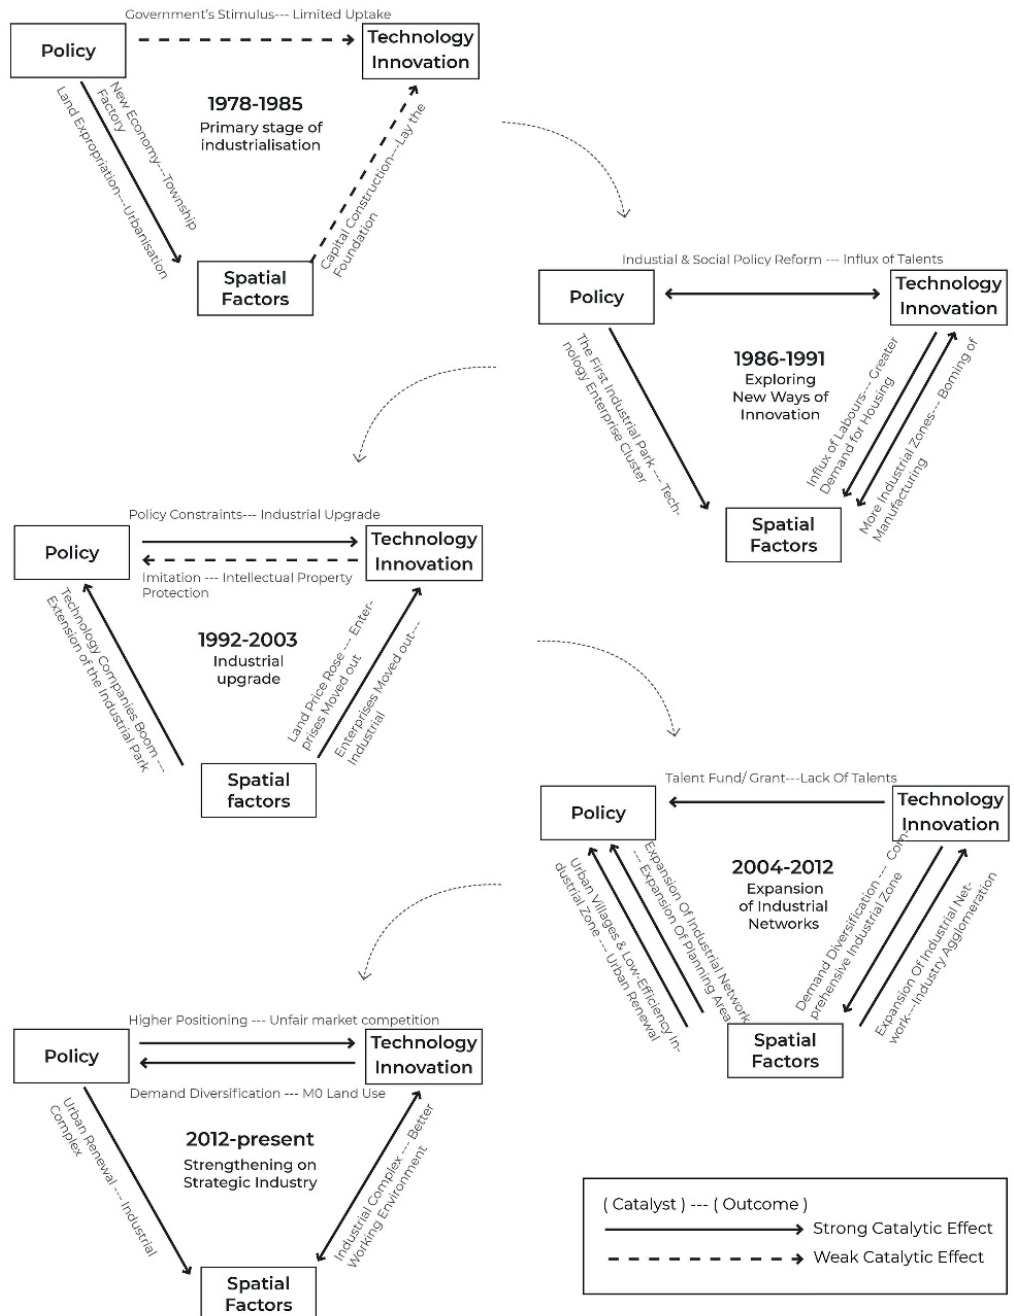 Government's Stimulus--- Limited Uptake
Policy
Technology
Innovation
New Economy---Township
Factory
Land Expropriation---Urbanisation
1978-1985
Primary stage of
industrialisation
Capital Construction---Lay the
Foundation
Spatial
Factors
Industial & Social Policy Reform --- Influx of Talents
Policy
Technology
Innovation
The First Industrial Park --- Tech-
nology Enterprise Cluster
1986-1991
Exploring
New Ways of
Innovation
Influx of Labours--- Greater
Demand for Housing
More Industrial Zones--- Boming of
Manufacturing
Spatial
Factors
Policy Constraints--- Industrial Upgrade
Policy
Technology
Innovation
Imitation --- Intellectual Property
Protection
Technology Companies Boom ---
Extension of the Industrial Park
1992-2003
Industrial
upgrade
Land Price Rose --- Enter-
prises Moved out
Enterprises Moved out---
Industrial
Spatial
factors
Talent Fund/ Grant---Lack Of Talents
Policy
Technology
Innovation
Expansion Of Industrial Network
--- Expansion Of Planning Area
Urban Villages & Low-Efficiency In-
dustrial Zone --- Urban Renewal
2004-2012
Expansion
of Industrial
Networks
Demand Diversification --- Com-
prehensive Industrial Zone
Expansion Of Industrial Net-
work---Industry Agglomeration
Spatial
Factors
Higher Positioning --- Unfair market competition
Policy
Technology
Innovation
Demand Diversification --- M0 Land Use
Urban Renewal --- Industrial
Complex
2012-present
Strengthening on
Strategic Industry
Industrial Complex --- Better
Working Environment
Spatial
Factors
( Catalyst ) --- ( Outcome )
Strong Catalytic Effect
Weak Catalytic Effect